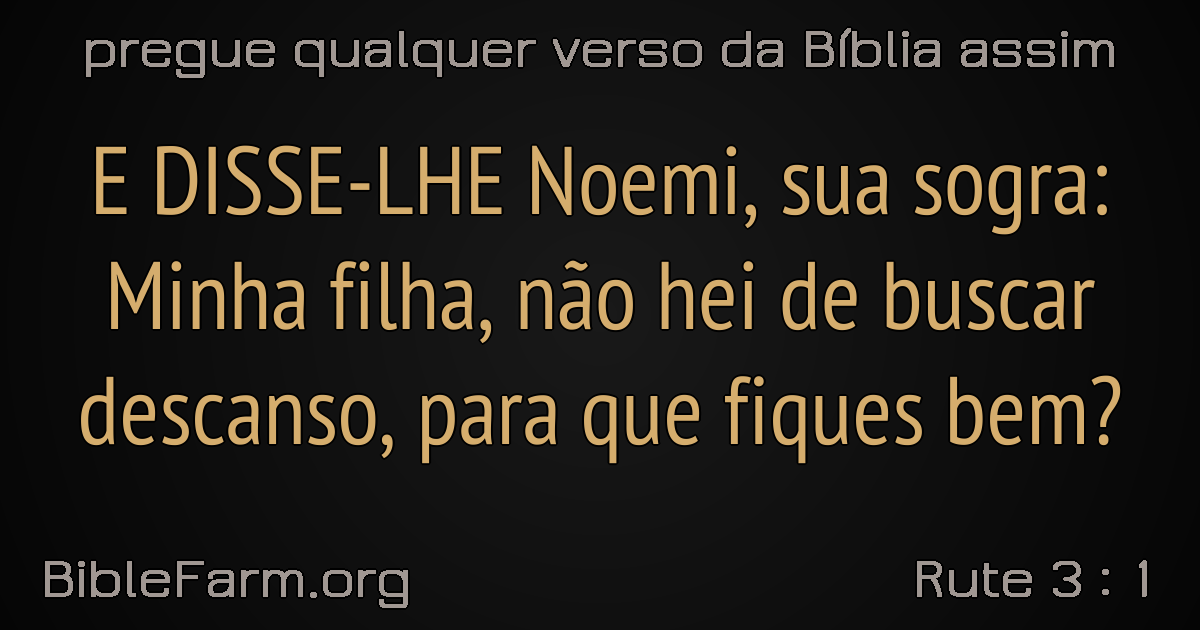 pregue qualquer verso da Bíblia assim
E DISSE-LHE Noemi, sua sogra:
Minha filha, não hei de buscar
descanso, para que fiques bem?
BibleFarm.org
Rute 3 : 1